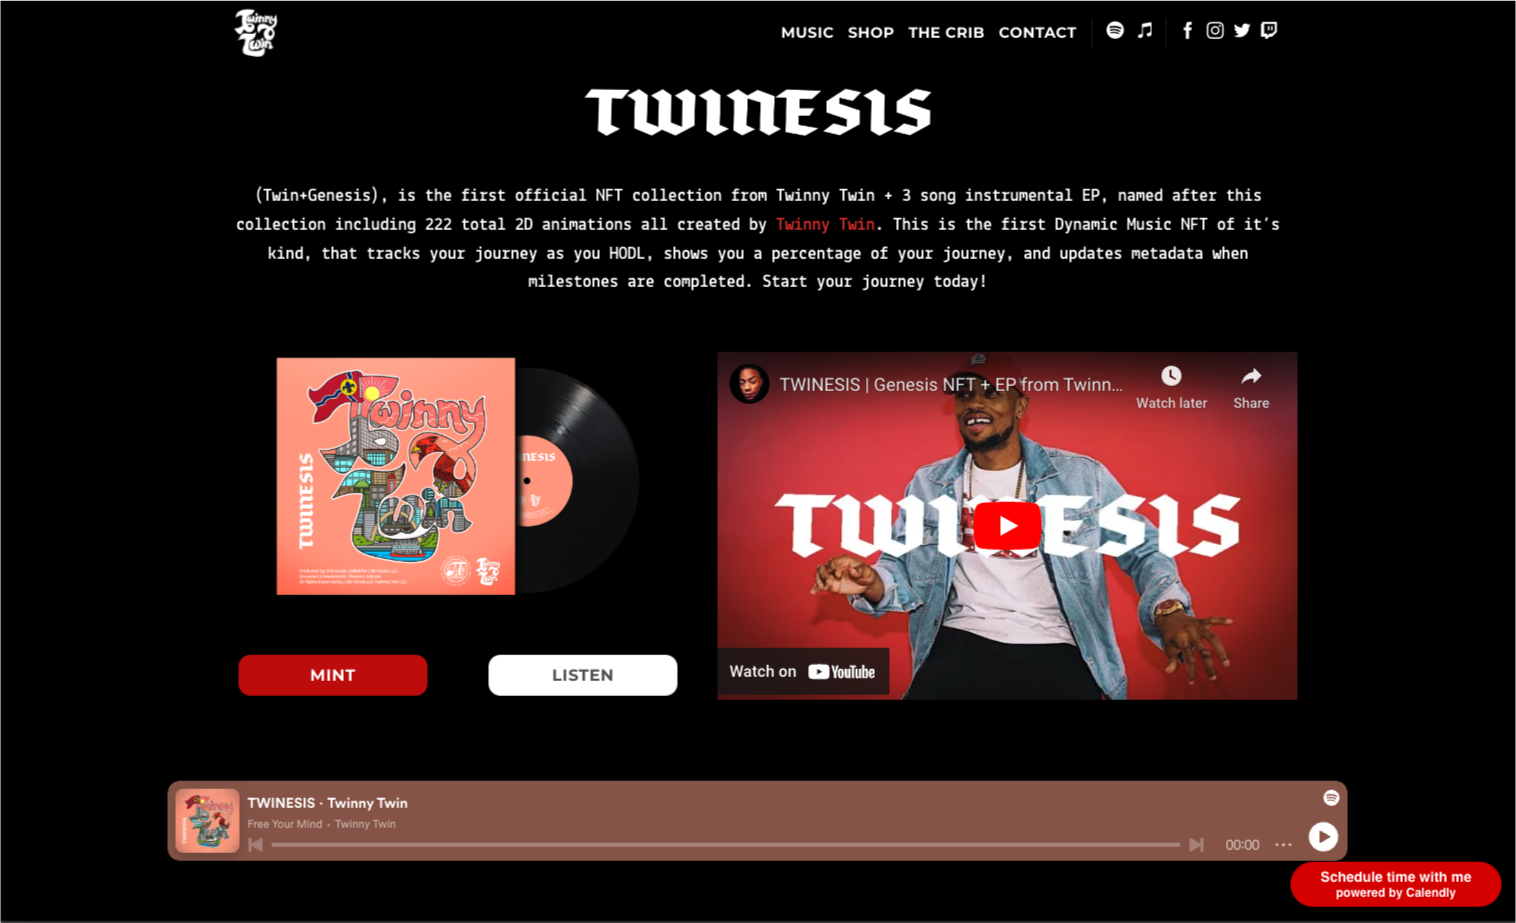 Twinny
Twin
MUSIC SHOP THE CRIB CONTACT
TWINESIS
(Twin+Genesis), is the first official NFT collection from Twinny Twin + 3 song instrumental EP, named after this
collection including 222 total 2D animations all created by Twinny Twin. This is the first Dynamic Music NFT of it's
kind, that tracks your journey as you HODL, shows you a percentage of your journey, and updates metadata when
milestones are completed. Start your journey today!
Twinny
Twin
TWINESIS
Twinny
Twin
INESIS
MINT
LISTEN
TWINESIS | Genesis NFT + EP from Twinn...
Watch later
Share
TWINESIS
Watch on YouTube
TWINESIS · Twinny Twin
Free Your Mind • Twinny Twin
00:00
Schedule time with me
powered by Calendly